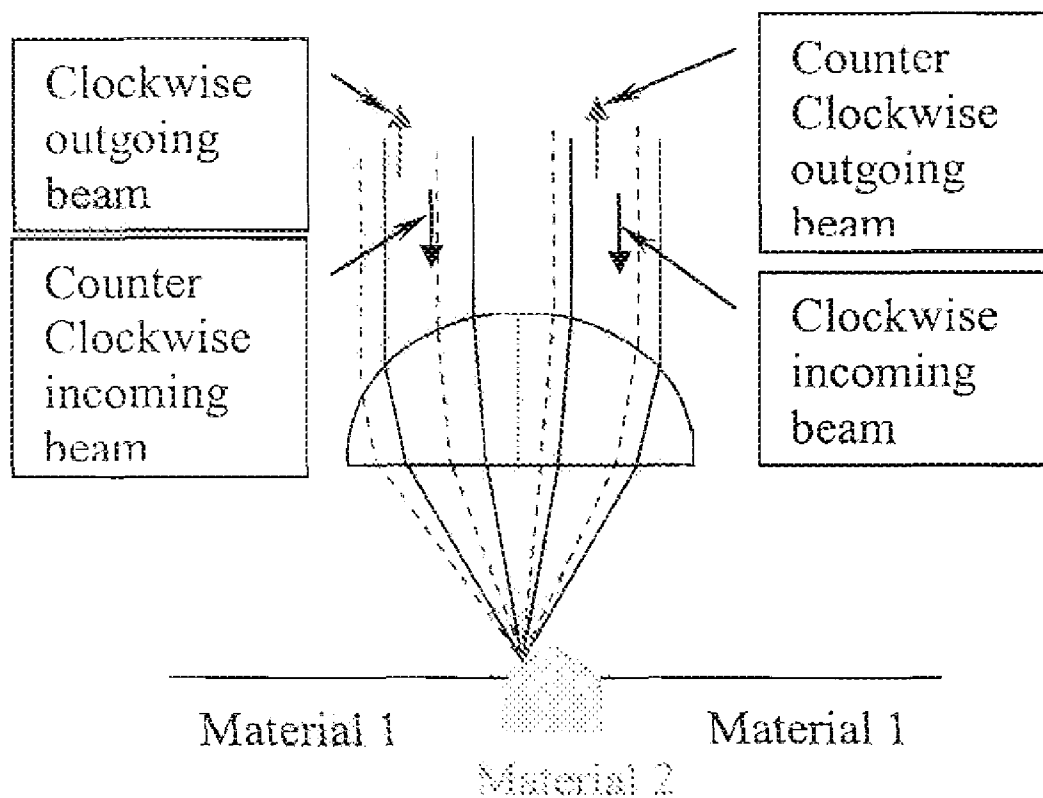 Clockwise
outgoing
beam
Counter
Clockwise
incoming
beam
Counter
Clockwise
outgoing
beam
Clockwise
incoming
beam
Material 1
Material 1
Material 2